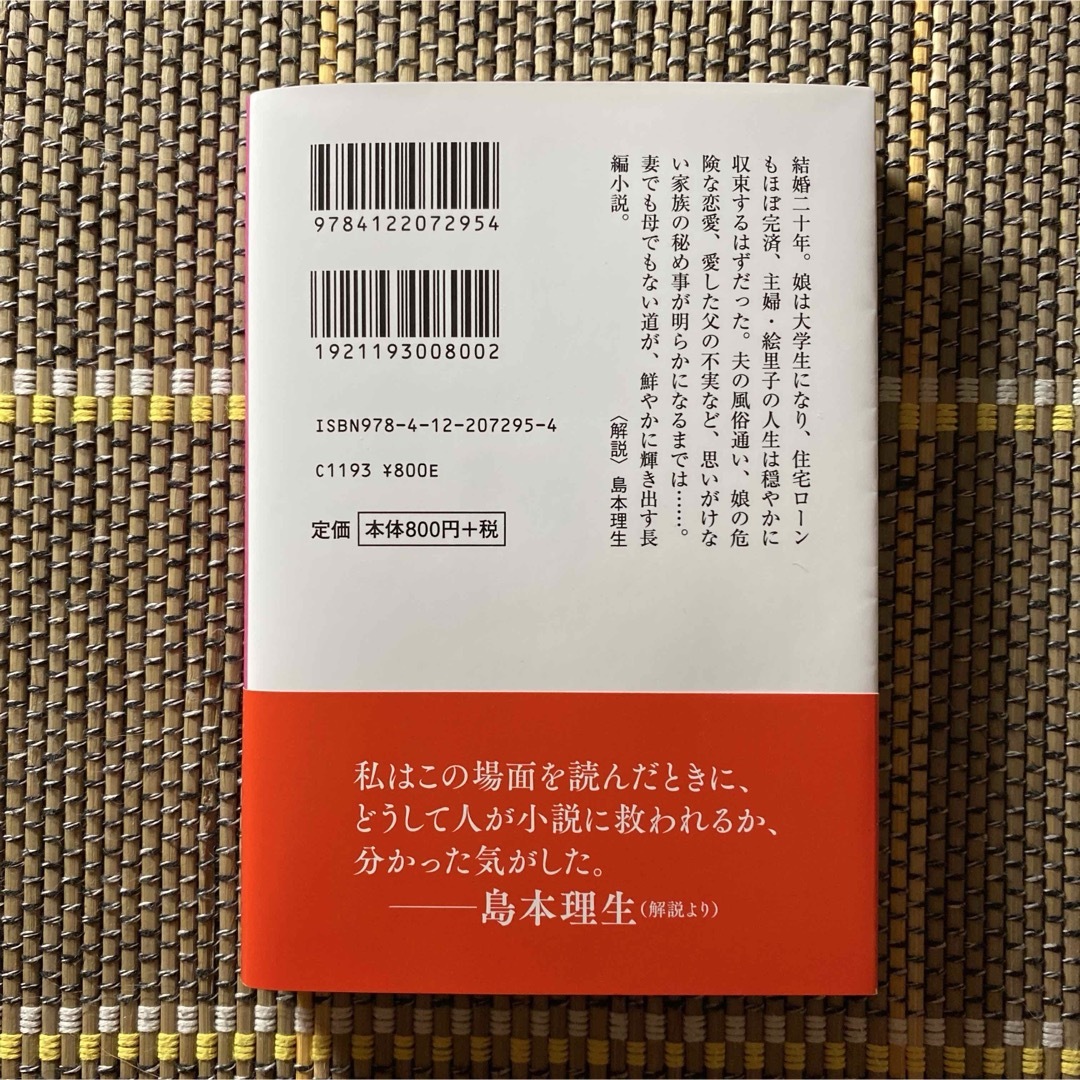 結婚二十年。娘は大学生になり、住宅ローン
もほぼ完済、主婦・絵里子の人生は穏やかに
収束するはずだった。夫の風俗通い、娘の危
険な恋愛、愛した父の不実など、思いがけな
い家族の秘め事が明らかになるまでは……。
妻でも母でもない道が、鮮やかに輝き出す長
編小説。
〈解説〉島本理生
9784122072954
1921193008002
ISBN978-4-12-207295-4
C1193 ¥800E
定価 本体800円+税
私はこの場面を読んだときに、
どうして人が小説に救われるか、
分かった気がした。
――島本理生(解説より)